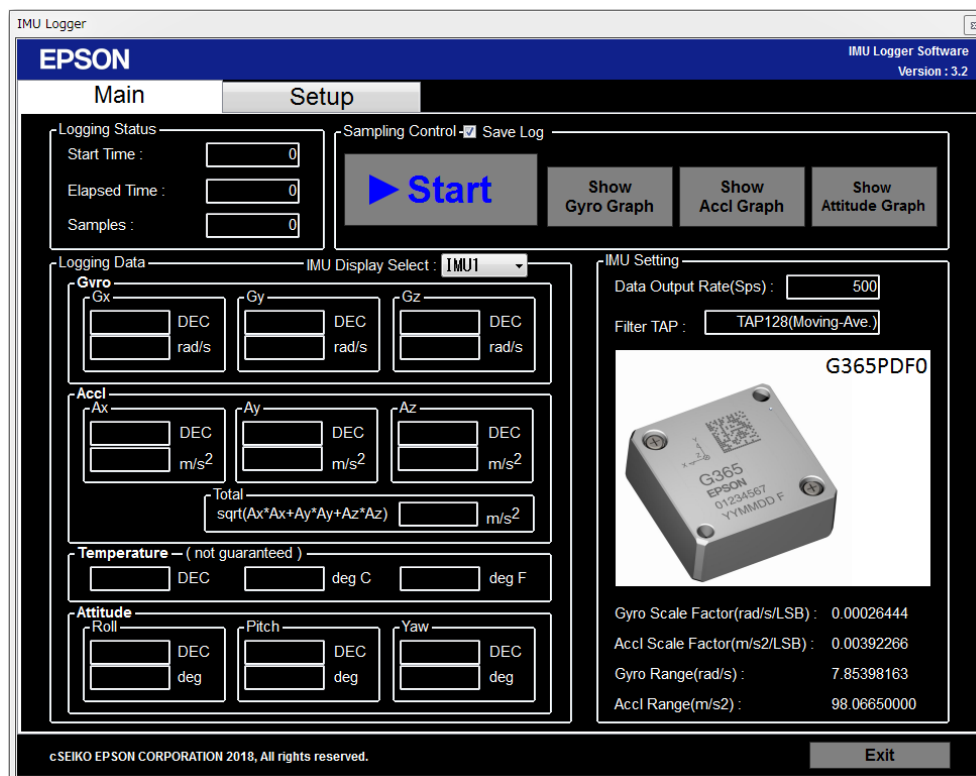 IMU Logger
EPSON
IMU Logger Software
Version : 3.2
Main
Setup
Logging Status
Start Time :
0
Elapsed Time :
0
Samples :
0
Sampling Control
Save Log
Start
Show
Gyro Graph
Show
Accl Graph
Show
Attitude Graph
Logging Data
IMU Display Select : IMU1
Gyro
Gx
DEC
rad/s
Gy
DEC
rad/s
Gz
DEC
rad/s
Accl
Ax
DEC
m/s2
Ay
DEC
m/s2
Az
DEC
m/s2
Total
sqrt(Ax*Ax+Ay*Ay+Az*Az)
m/s2
Temperature
( not guaranteed )
DEC
deg C
deg F
Attitude
Roll
DEC
deg
Pitch
DEC
deg
Yaw
DEC
deg
IMU Setting
Data Output Rate(Sps) : 500
Filter TAP : TAP128(Moving-Ave.)
G365PDF0
G365
EPSON
01234567
YYMMDD F
Gyro Scale Factor(rad/s/LSB) : 0.00026444
Accl Scale Factor(m/s2/LSB) : 0.00392266
Gyro Range(rad/s) : 7.85398163
Accl Range(m/s2) : 98.06650000
cSEIKO EPSON CORPORATION 2018, All rights reserved.
Exit